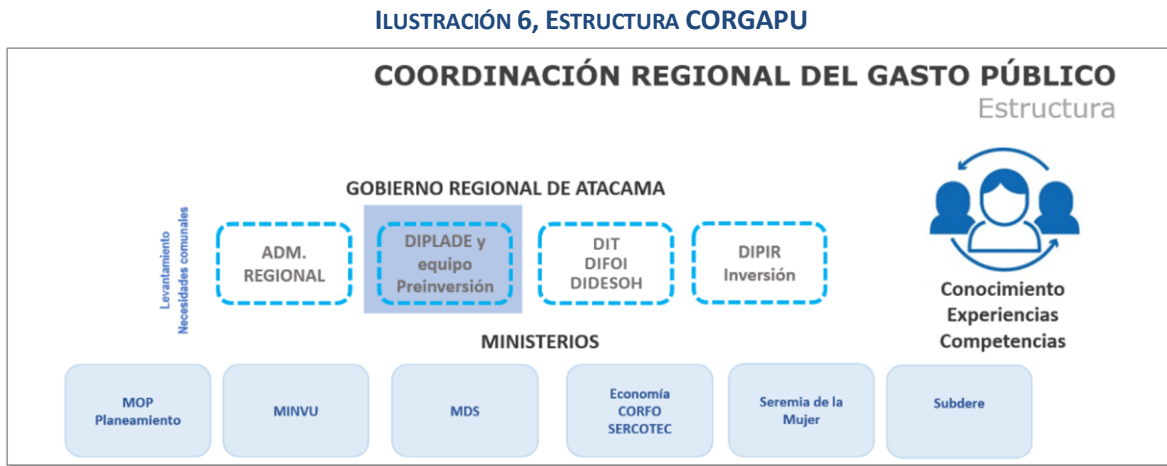 ILUSTRACIÓN 6, ESTRUCTURA CORGAPU
COORDINACIÓN REGIONAL DEL GASTO PÚBLICO
Estructura
GOBIERNO REGIONAL DE ATACAMA
Levantamiento
Necesidades comunales
ADM.
REGIONAL
DIPLADE y
equipo
Preinversión
DIT
DIFOI
DIDESOH
DIPIR
Inversión
Conocimiento
Experiencias
Competencias
MINISTERIOS
MOP
Planeamiento
MINVU
MDS
Economía
CORFO
SERCOTEC
Seremia de la
Mujer
Subdere